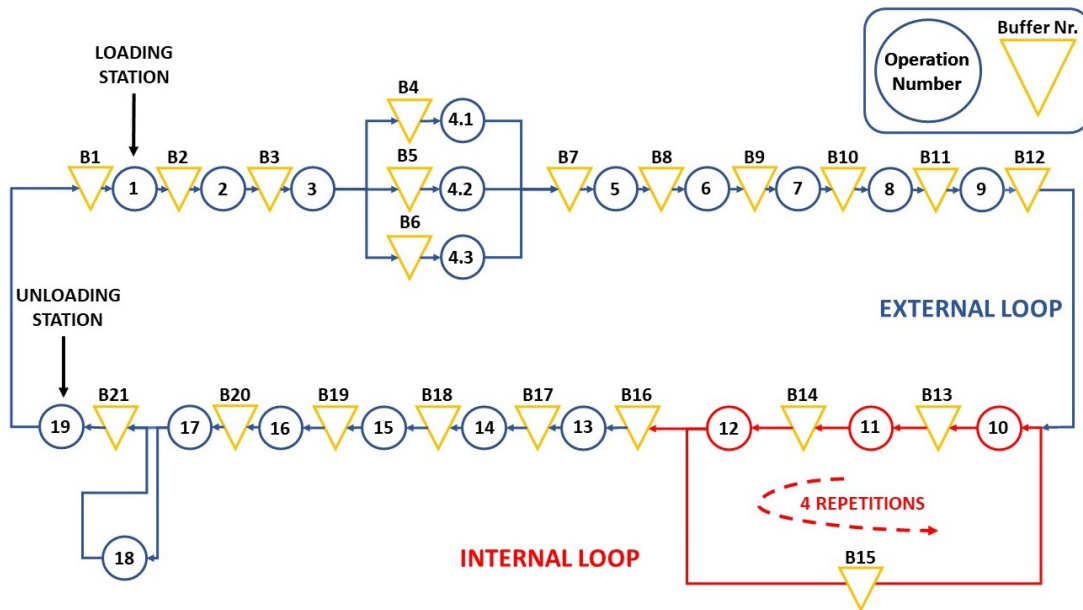 LOADING
STATION
Buffer Nr.
Operation
Number
B4
4.1
B1
B2
B3
B5
B7
B8
B9
B10
B11
B12
1
2
3
4.2
5
6
7
8
9
B6
4.3
UNLOADING
STATION
EXTERNAL LOOP
B21
B20
B19
B18
B17
B16
B14
B13
19
17
16
15
14
13
12
11
10
4 REPETITIONS
18
INTERNAL LOOP
B15